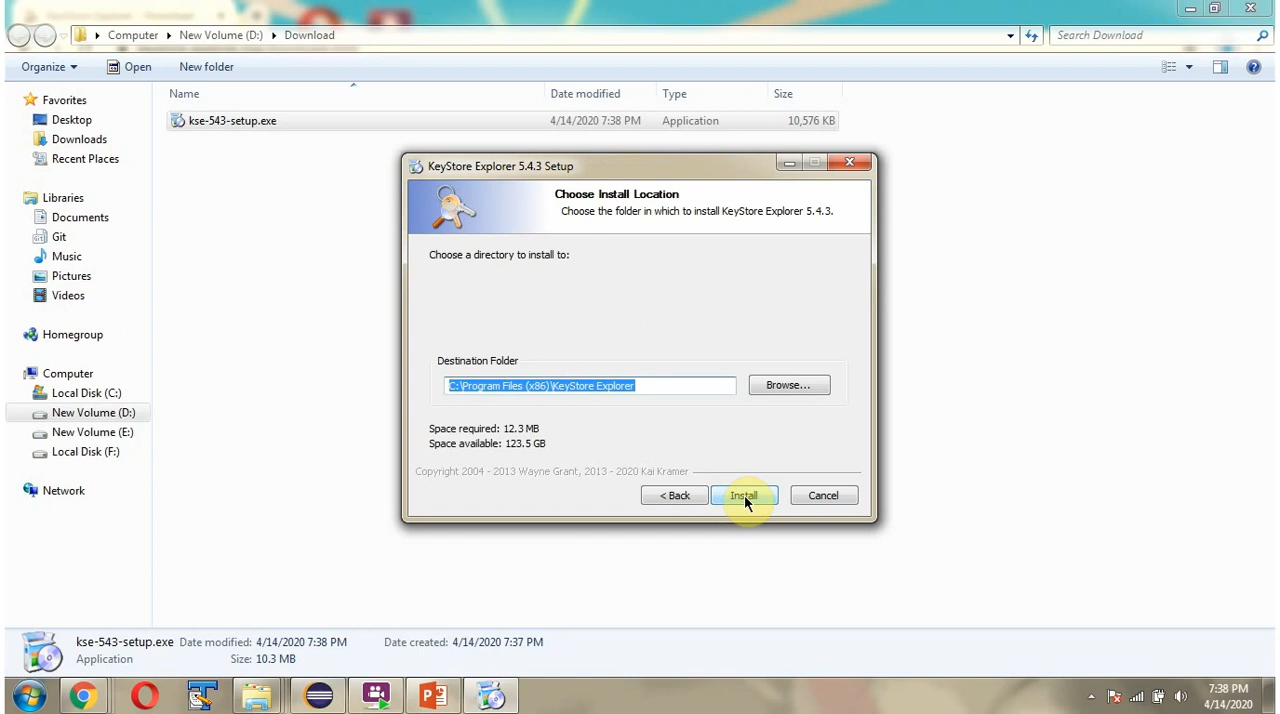 Computer New Volume (D:) Download
Search Download
Organize Open New folder
Favorites
Desktop
Downloads
Recent Places
Libraries
Documents
Git
Music
Pictures
Videos
Homegroup
Computer
Local Disk (C:)
New Volume (D:)
New Volume (E:)
Local Disk (F:)
Network
Name Date modified Type Size
kse-543-setup.exe 4/14/2020 7:38 PM Application 10,576 KB
KeyStore Explorer 5.4.3 Setup
Choose Install Location
Choose the folder in which to install KeyStore Explorer 5.4.3.
Choose a directory to install to:
Destination Folder
C:\Program Files (x86)\KeyStore Explorer
Browse...
Space required: 12.3 MB
Space available: 123.5 GB
Copyright 2004 - 2013 Wayne Grant, 2013 - 2020 Kai Kramer
< Back Install Cancel
kse-543-setup.exe Date modified: 4/14/2020 7:38 PM Date created: 4/14/2020 7:37 PM
Application Size: 10.3 MB
7:38 PM
4/14/2020